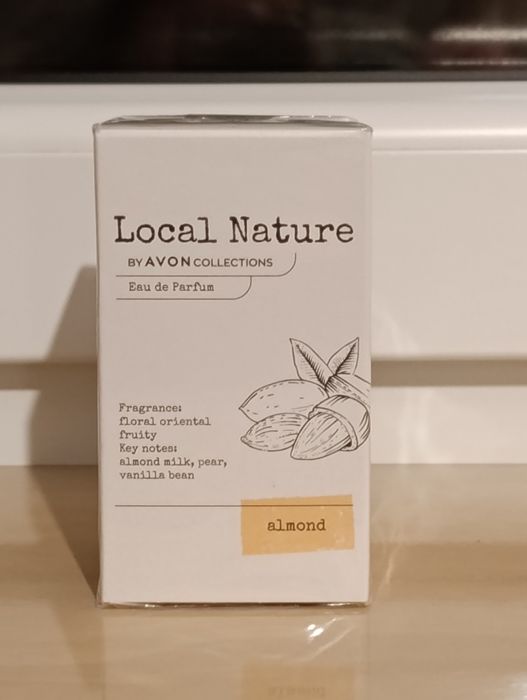 Local Nature
BY AVON COLLECTIONS
Eau de Parfum
Fragrance:
floral oriental
fruity
Key notes:
almond milk, pear,
vanilla bean
almond